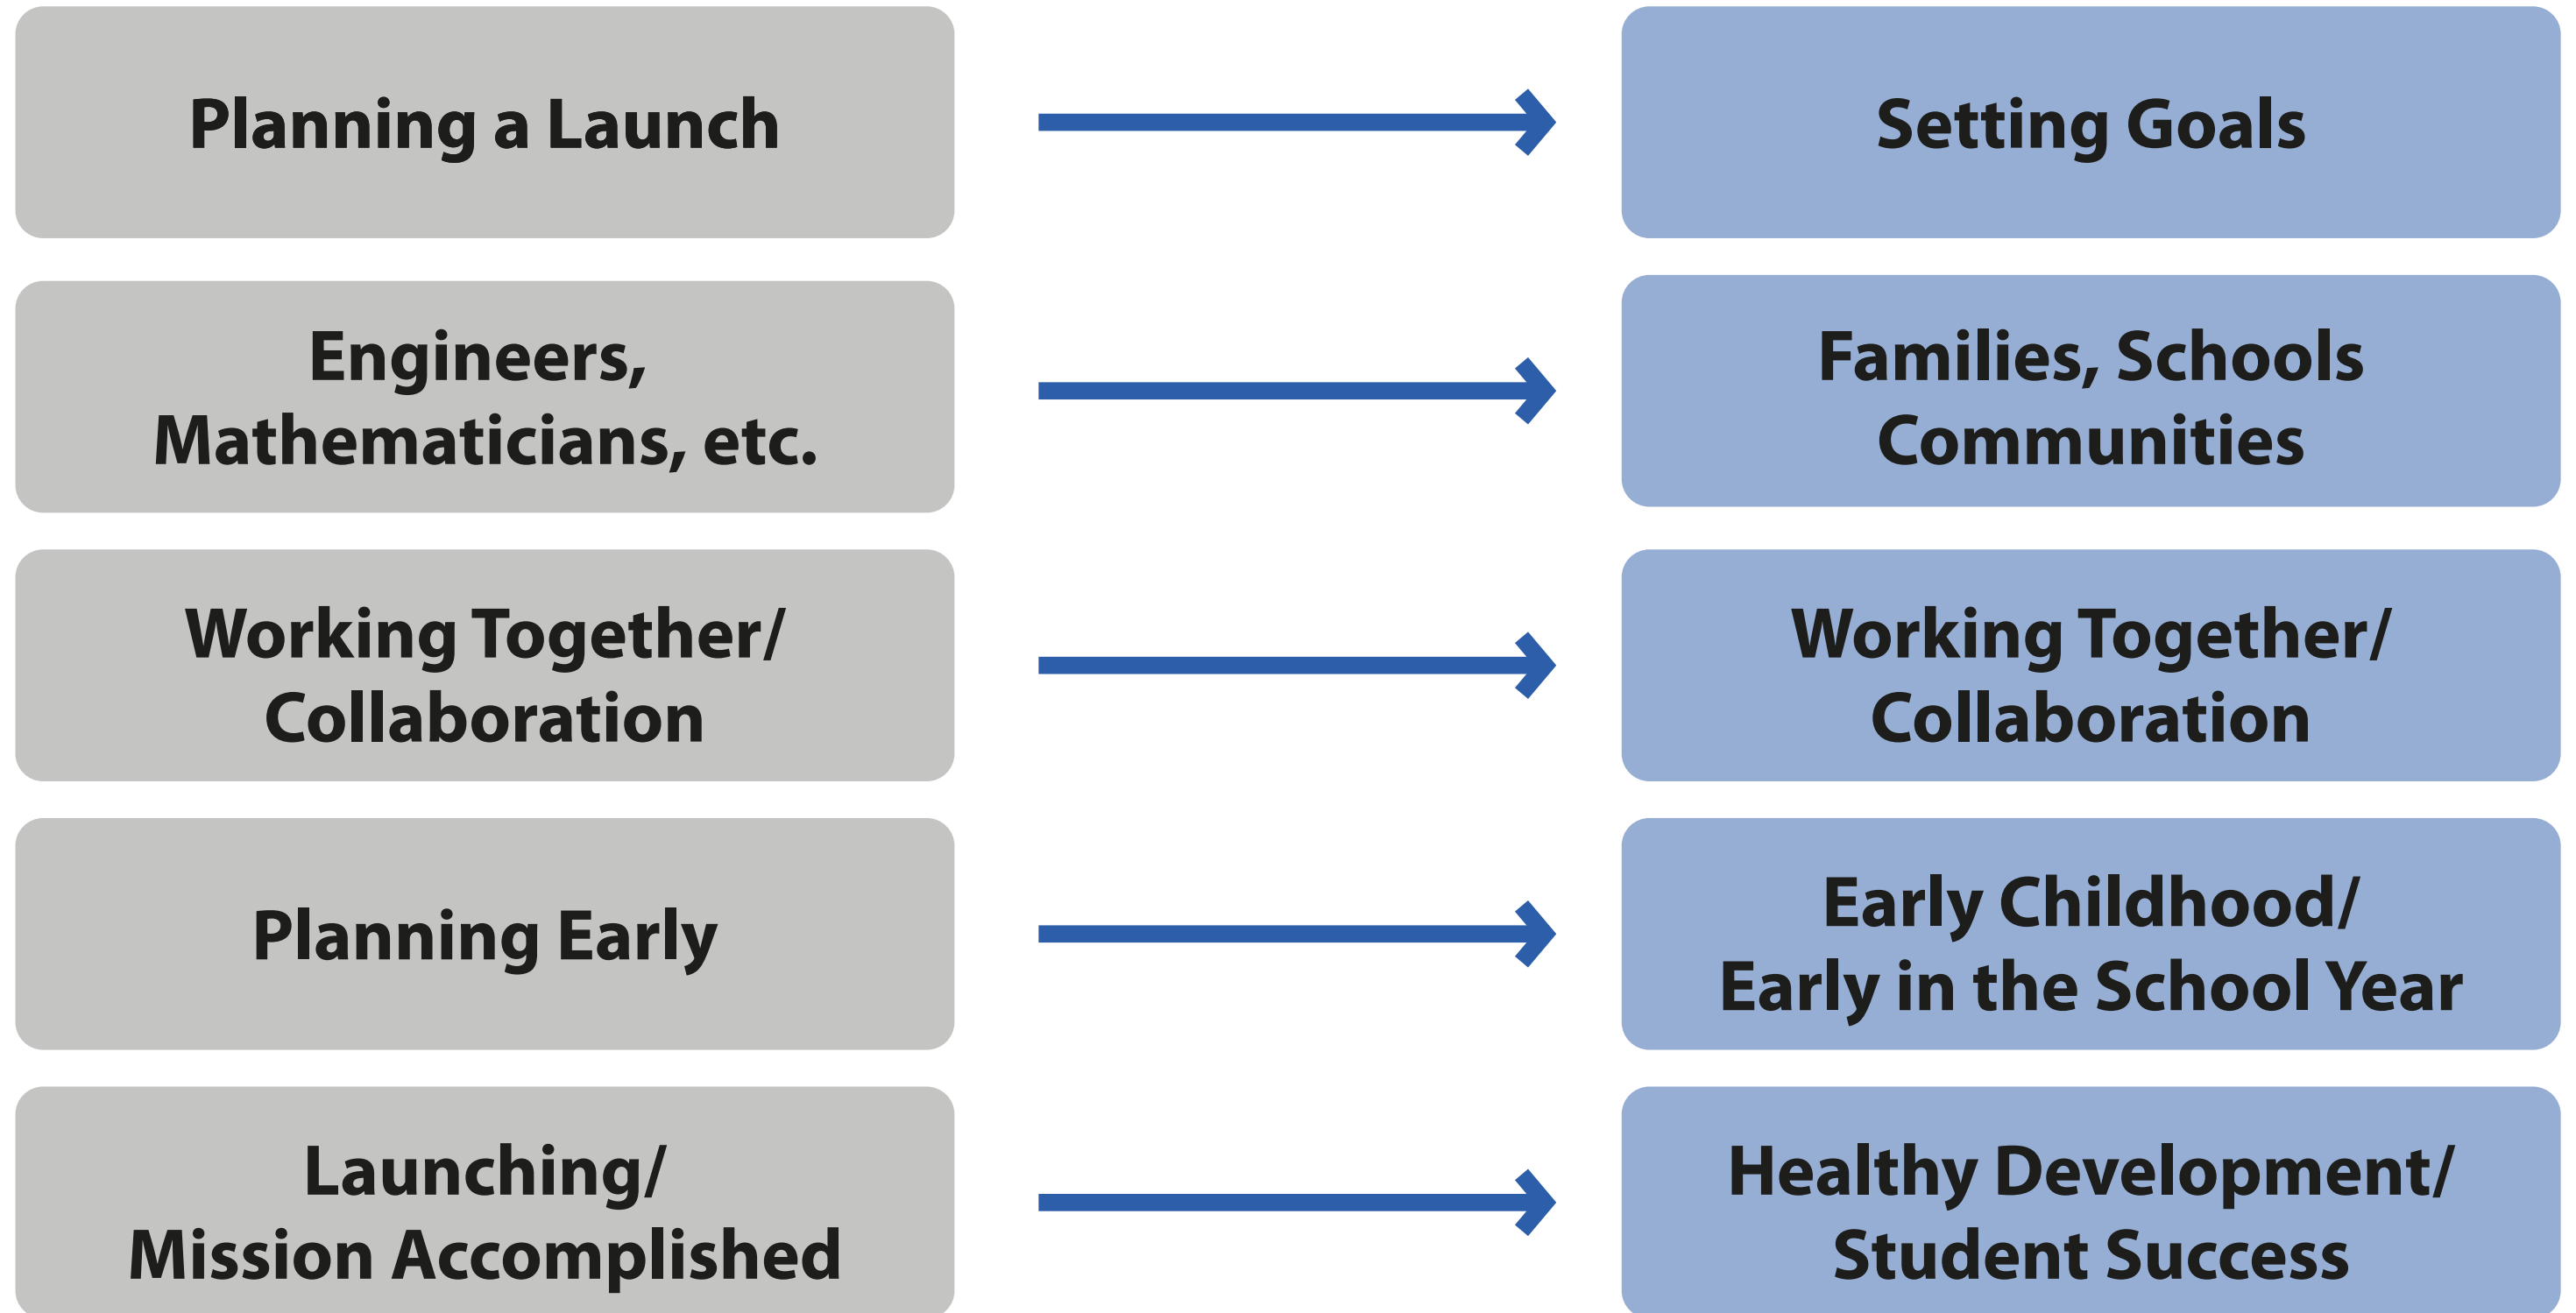 Planning a Launch
Setting Goals
Engineers,
Mathematicians, etc.
Families, Schools
Communities
Working Together/
Collaboration
Working Together/
Collaboration
Planning Early
Early Childhood/
Early in the School Year
Launching/
Mission Accomplished
Healthy Development/
Student Success